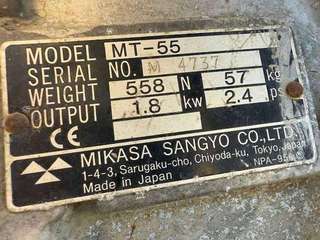 MODEL MT-55
SERIAL NO. M 4737
WEIGHT 558 N 57 kg
OUTPUT 1.8 kw 2.4
CE
MIKASA SANGYO CO., LTD.
1-4-3, Sarugaku-cho, Chiyoda-ku, Tokyo, Japan
Made in Japan